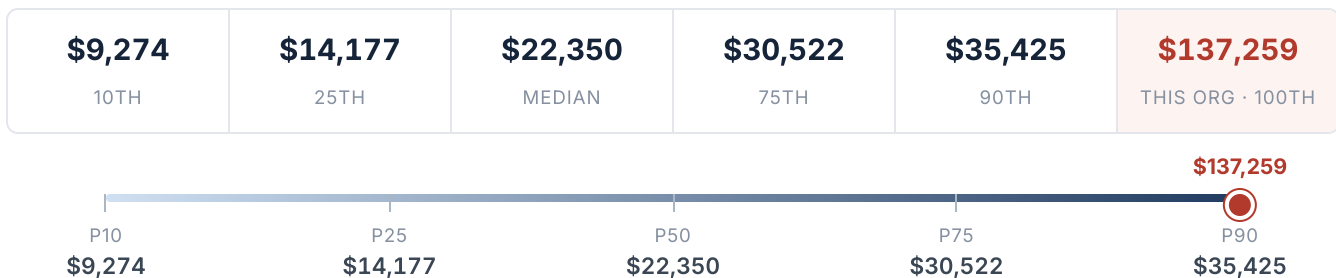 $9,274 $14,177 $22,350 $30,522 $35,425 $137,259
10TH 25TH MEDIAN 75TH 90TH THIS ORG · 100TH
$137,259
P10 P25 P50 P75 P90
$9,274 $14,177 $22,350 $30,522 $35,425